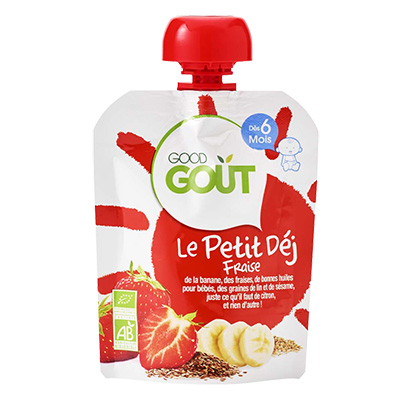 Dès 6
Mois
GOOD
GOÛT
Le Petit Déj
Fraise
de la banane, des fraises, de bonnes huiles
pour bébés, des graines de lin et de sésame,
juste ce qu'il faut de citron,
et rien d'autre !
AB